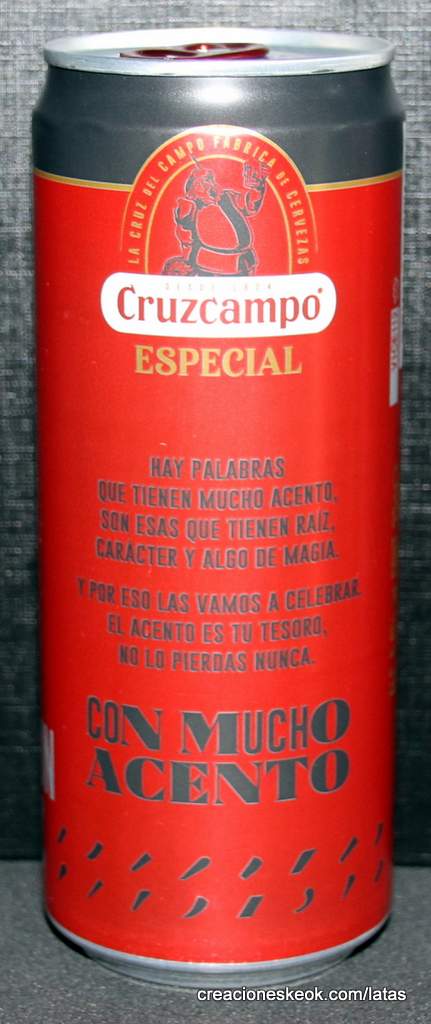 LA CRUZ DEL CAMPO FÁBRICA DE CERVEZAS
DESDE 1904
Cruzcampo
ESPECIAL
HAY PALABRAS
QUE TIENEN MUCHO ACENTO,
SON ESAS QUE TIENEN RAÍZ,
CARÁCTER Y ALGO DE MAGIA.
Y POR ESO LAS VAMOS A CELEBRAR.
EL ACENTO ES TU TESORO,
NO LO PIERDAS NUNCA.
CON MUCHO
ACENTO
creacioneskeok.com/latas